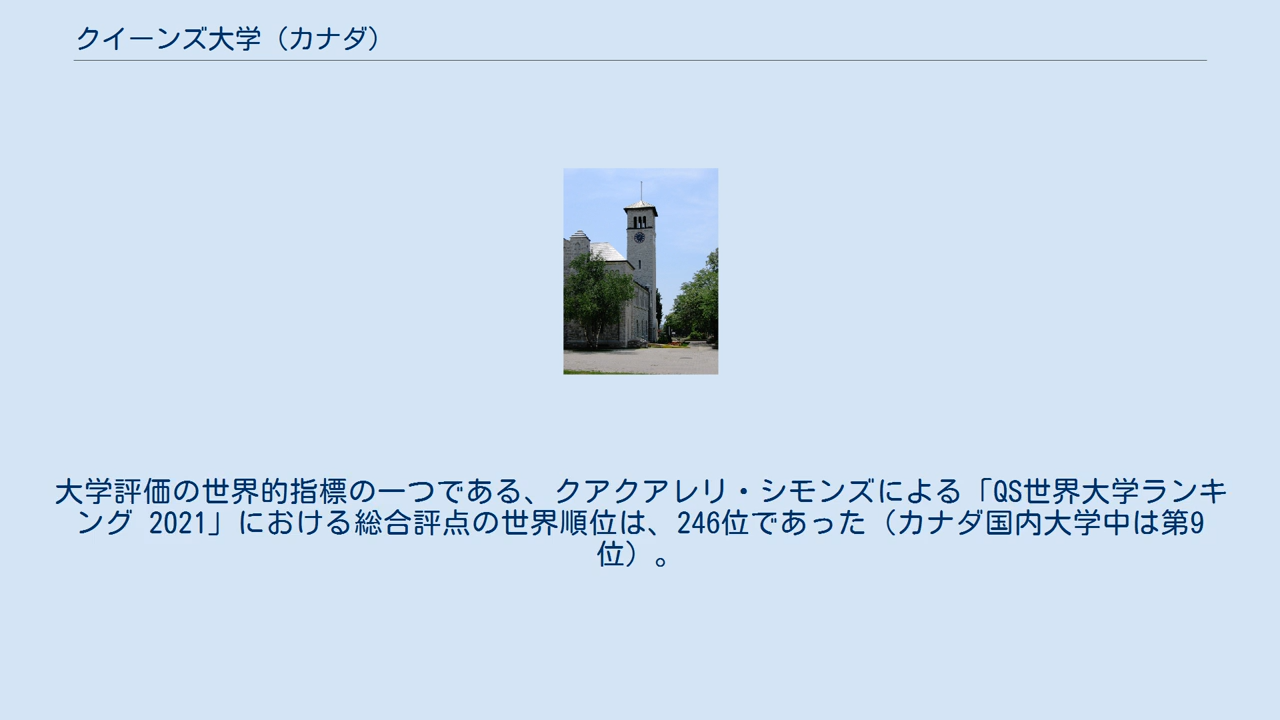 クイーンズ大学（カナダ）
大学評価の世界的指標の一つである、クアクアレリ・シモンズによる「QS世界大学ランキ
ング 2021」における総合評点の世界順位は、246位であった（カナダ国内大学中は第9
位）。